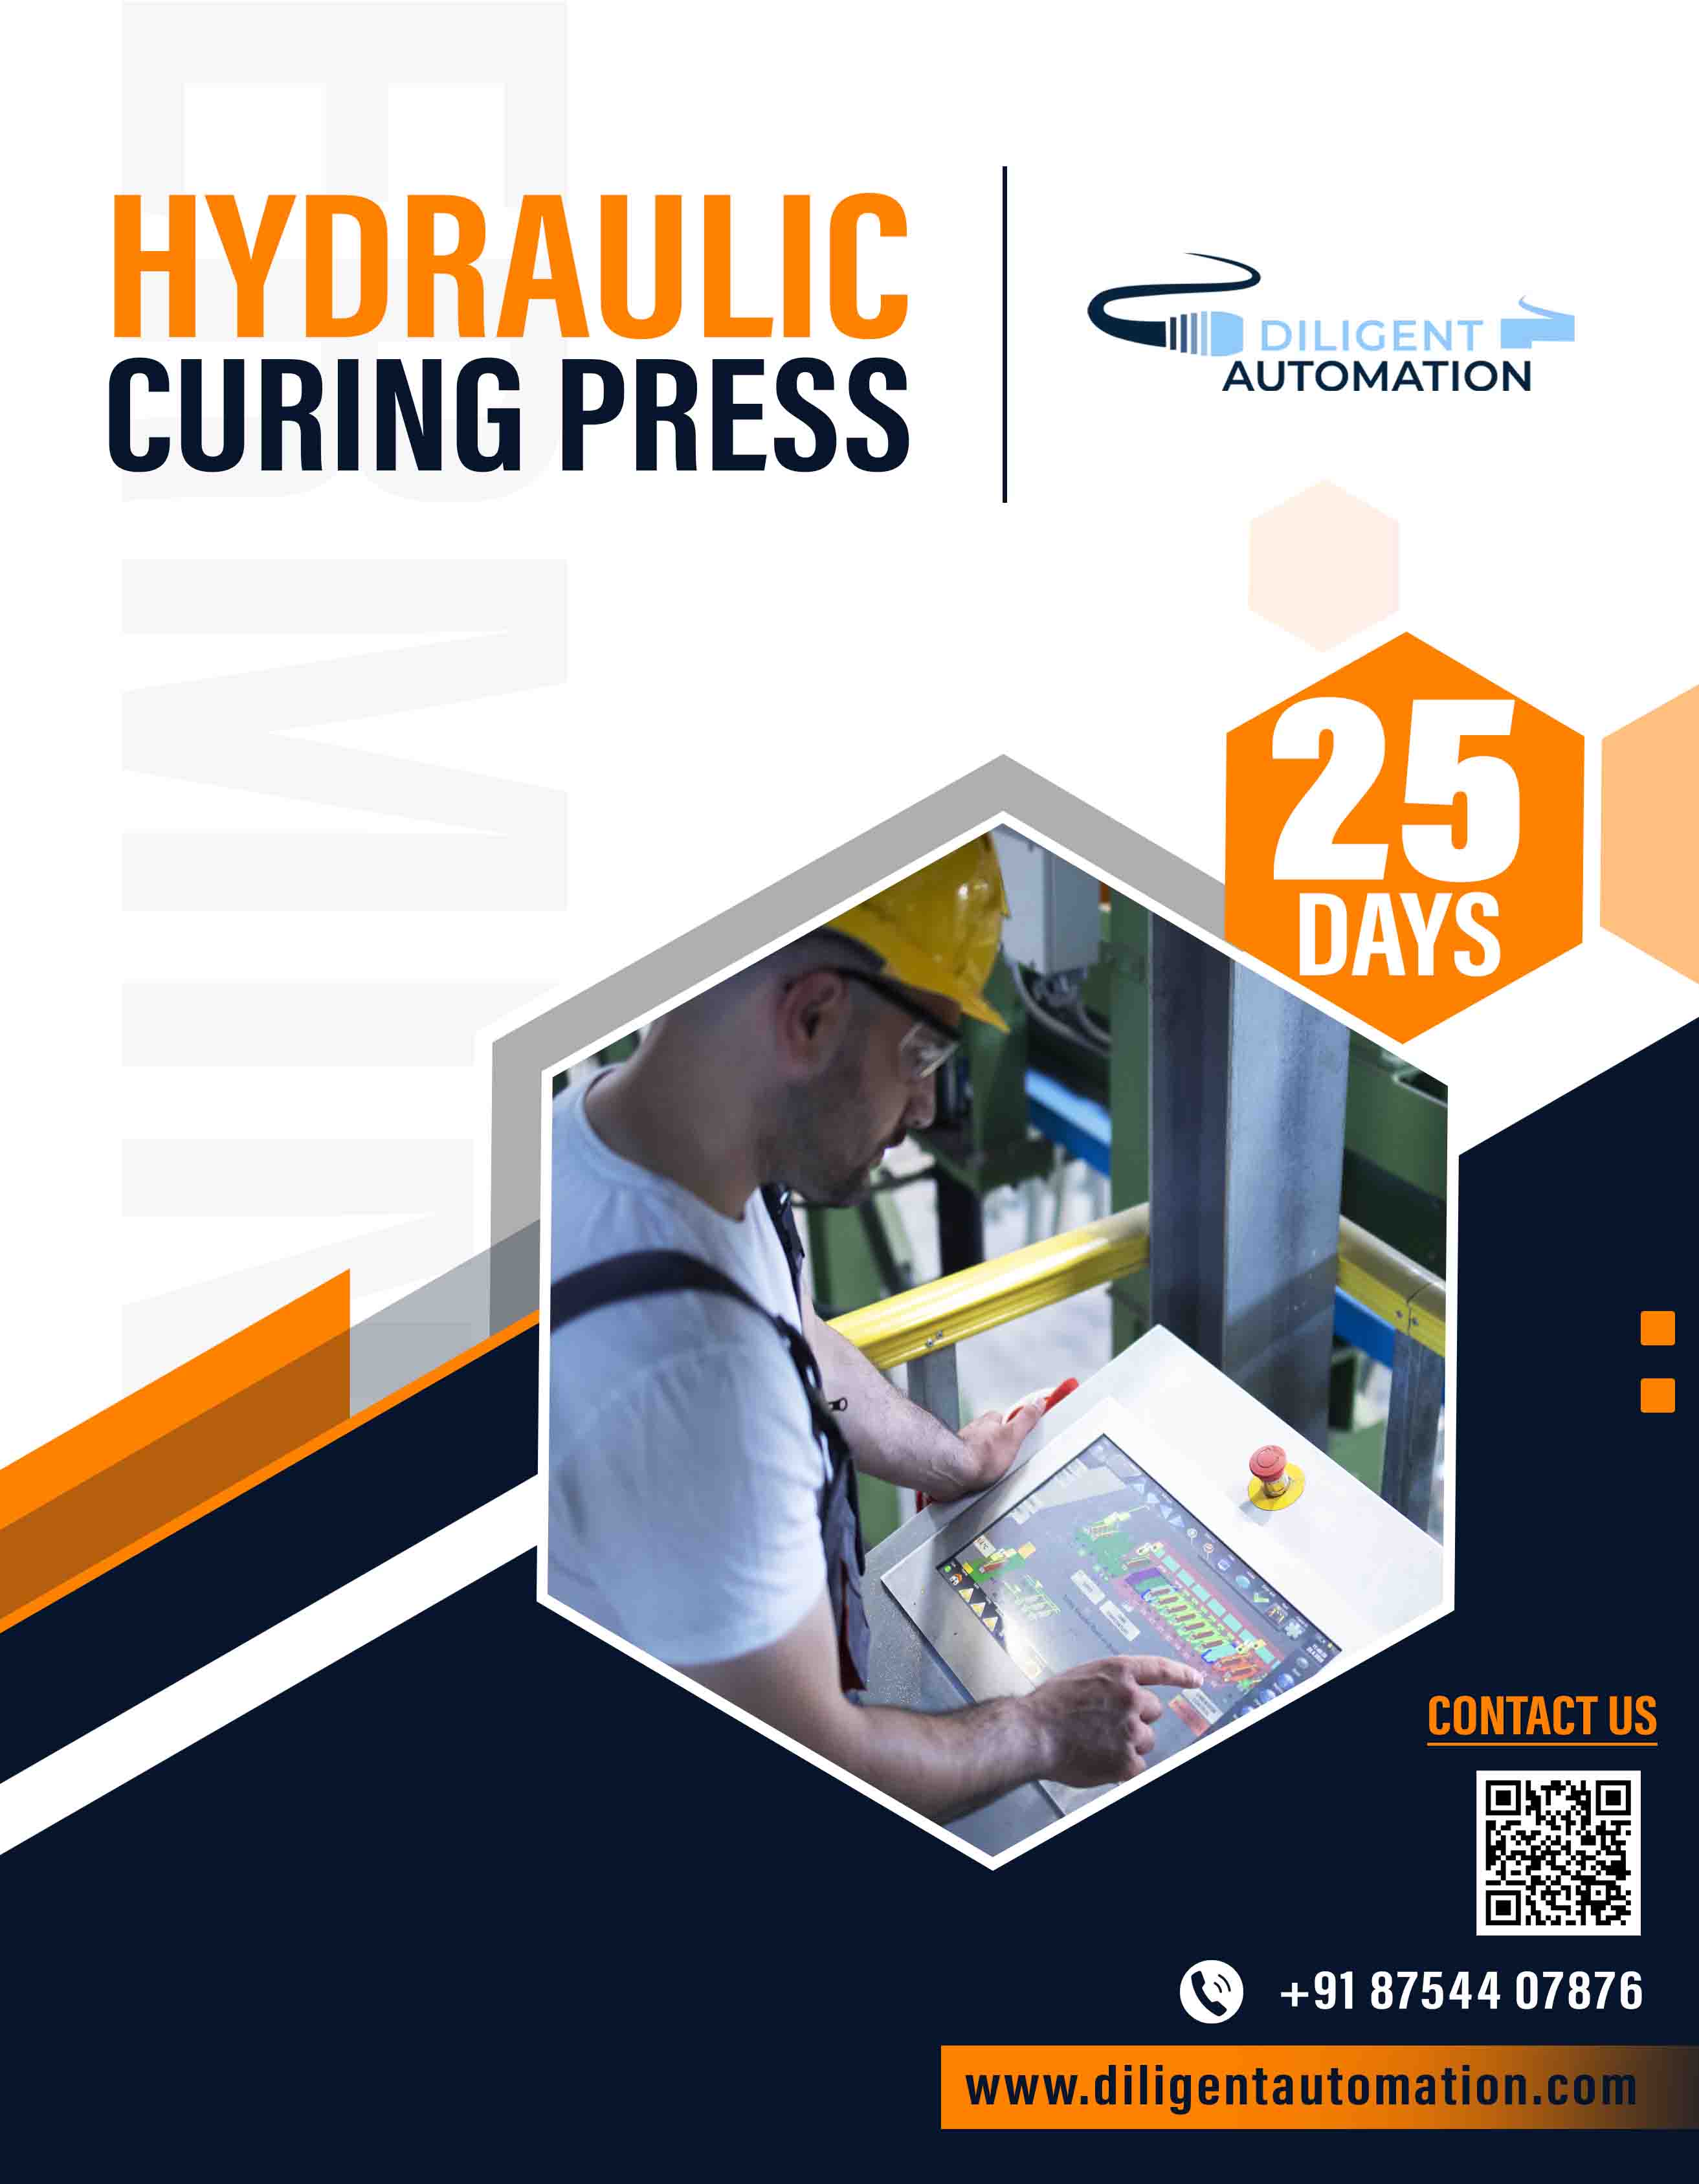 HYDRAULIC
CURING PRESS
DILIGENT
AUTOMATION
25
DAYS
CONTACT US
+91 87544 07876
www.diligentautomation.com